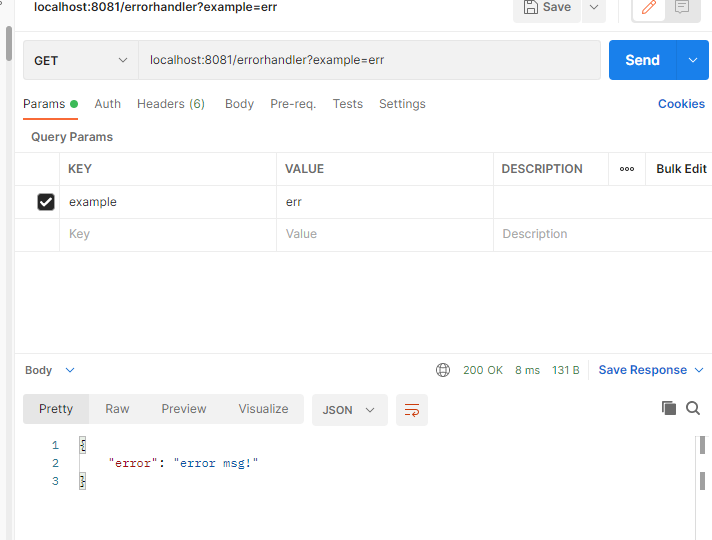 localhost:8081/errorhandler?example=err Save
GET localhost:8081/errorhandler?example=err Send
Params Auth Headers (6) Body Pre-req. Tests Settings Cookies
Query Params
KEY VALUE DESCRIPTION ooo Bulk Edit
example err
Key Value Description
Body 200 OK 8 ms 131 B Save Response
Pretty Raw Preview Visualize JSON
1 {
2 "error": "error msg!"
3 }